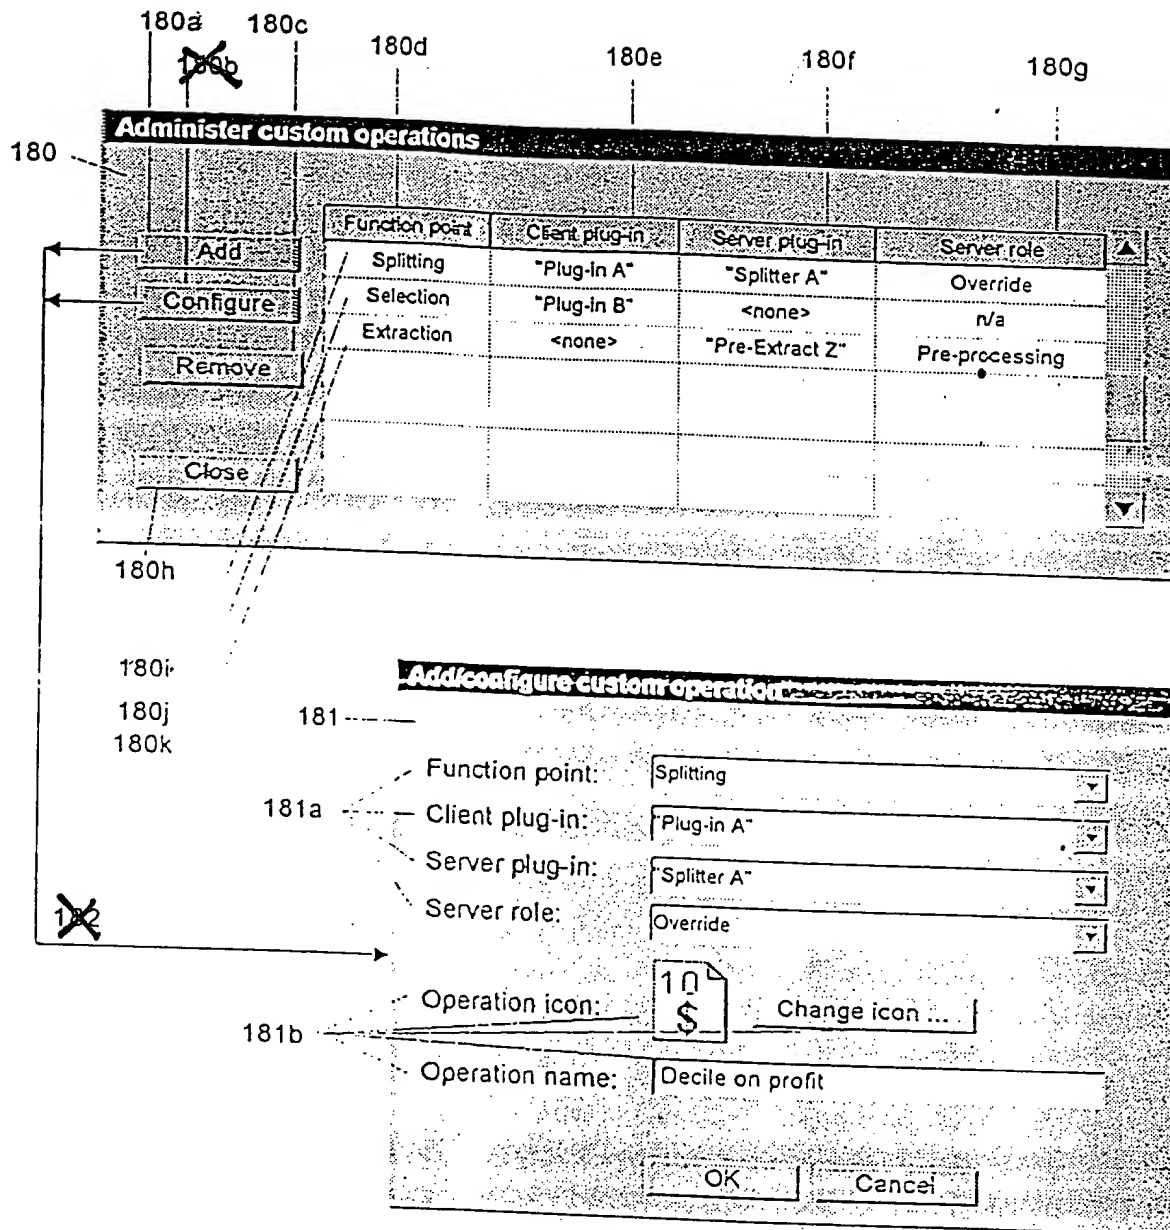 180a 180c 180d 180e 180f 180g
180b
Administer custom operations
180
Function point Client plug-in Server plug-in Server role
Add Splitting "Plug-in A" "Splitter A" Override
Configure Selection "Plug-in B" <none> n/a
Remove Extraction <none> "Pre-Extract Z" Pre-processing
Close
180h
180i
180j
180k
Add/configure custom operation
181
Function point: Splitting
181a Client plug-in: "Plug-in A"
Server plug-in: "Splitter A"
Server role: Override
182
Operation icon: 10 $ Change icon ...
181b
Operation name: Decile on profit
OK Cancel